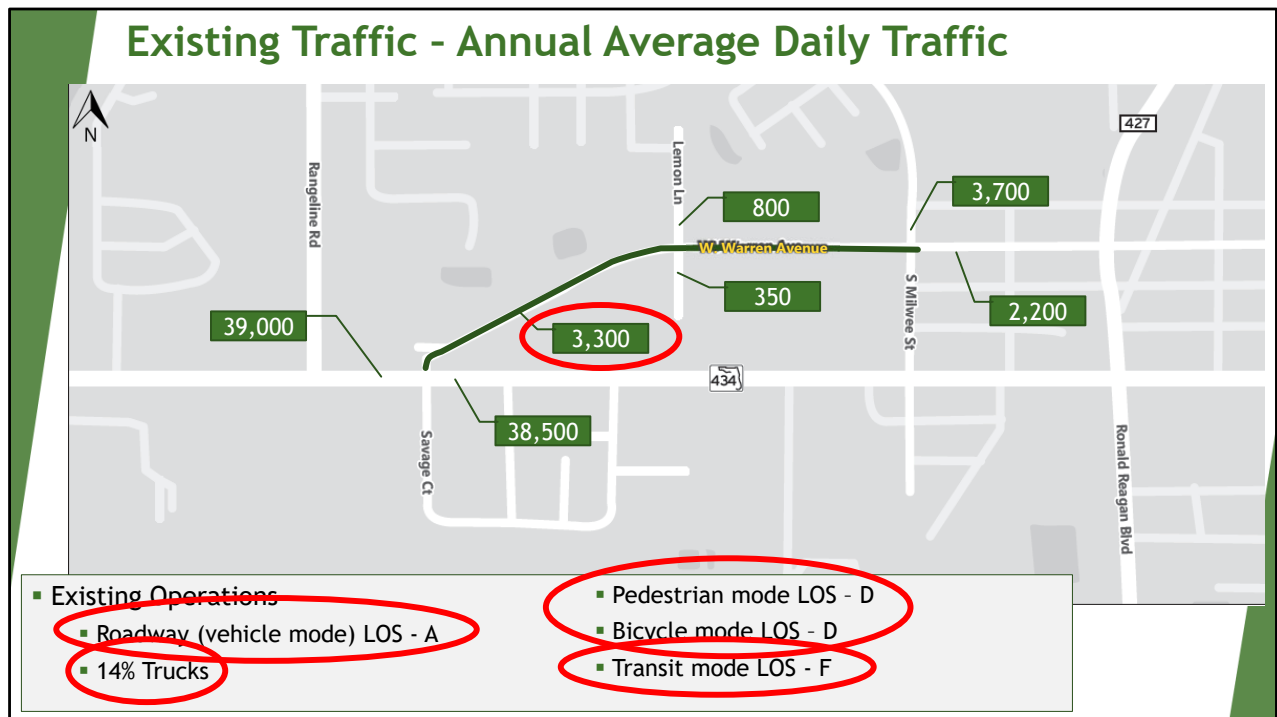 Existing Traffic – Annual Average Daily Traffic
N
427
Rangeline Rd
Lemon Ln
800
3,700
W. Warren Avenue
350
S Milwee St
2,200
39,000
3,300
434
38,500
Savage Ct
Ronald Reagan Blvd
▪ Existing Operations
▪ Roadway (vehicle mode) LOS - A
▪ 14% Trucks
▪ Pedestrian mode LOS – D
▪ Bicycle mode LOS – D
▪ Transit mode LOS - F